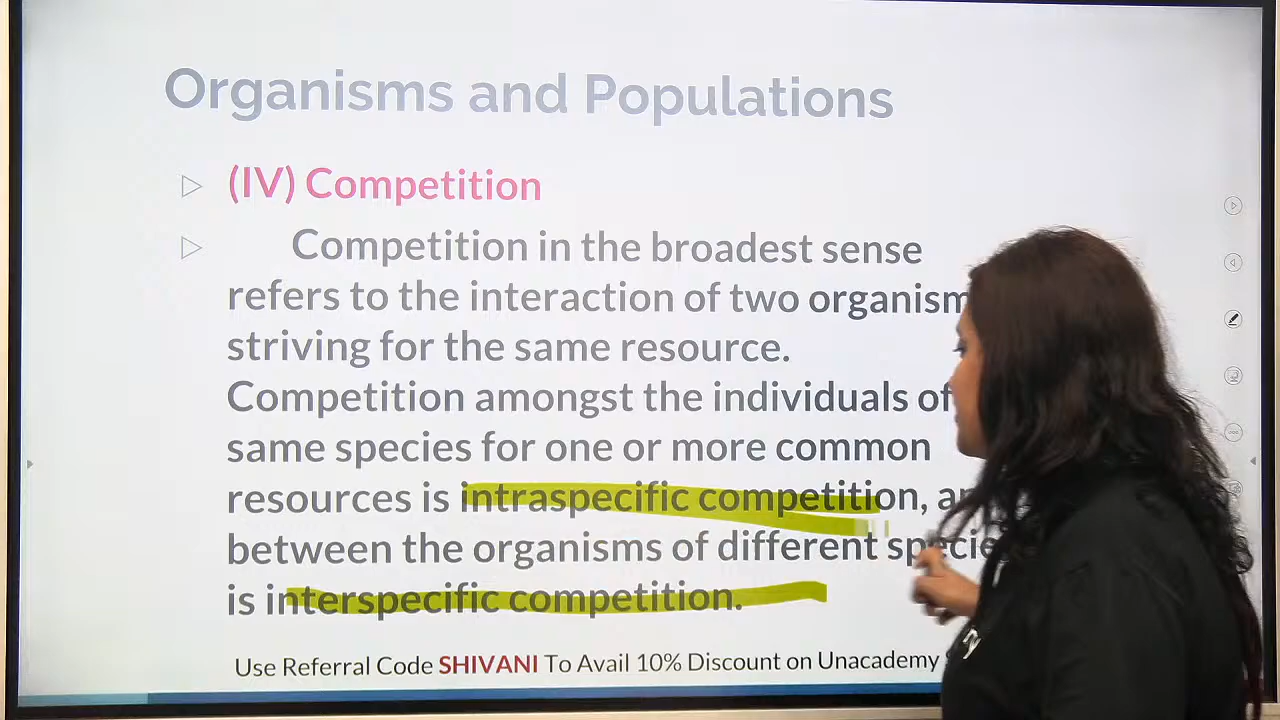 Organisms and Populations
(IV) Competition
Competition in the broadest sense
refers to the interaction of two organism
striving for the same resource.
Competition amongst the individuals of
same species for one or more common
resources is intraspecific competition,
between the organisms of different specie
is interspecific competition.
Use Referral Code SHIVANI To Avail 10% Discount on Unacademy